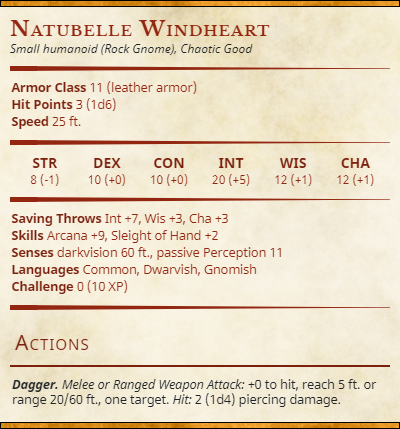 Natubelle Windheart
Small humanoid (Rock Gnome), Chaotic Good
Armor Class 11 (leather armor)
Hit Points 3 (1d6)
Speed 25 ft.
STR DEX CON INT WIS CHA
8 (-1) 10 (+0) 10 (+0) 20 (+5) 12 (+1) 12 (+1)
Saving Throws Int +7, Wis +3, Cha +3
Skills Arcana +9, Sleight of Hand +2
Senses darkvision 60 ft., passive Perception 11
Languages Common, Dwarvish, Gnomish
Challenge 0 (10 XP)
Actions
Dagger. Melee or Ranged Weapon Attack: +0 to hit, reach 5 ft. or
range 20/60 ft., one target. Hit: 2 (1d4) piercing damage.